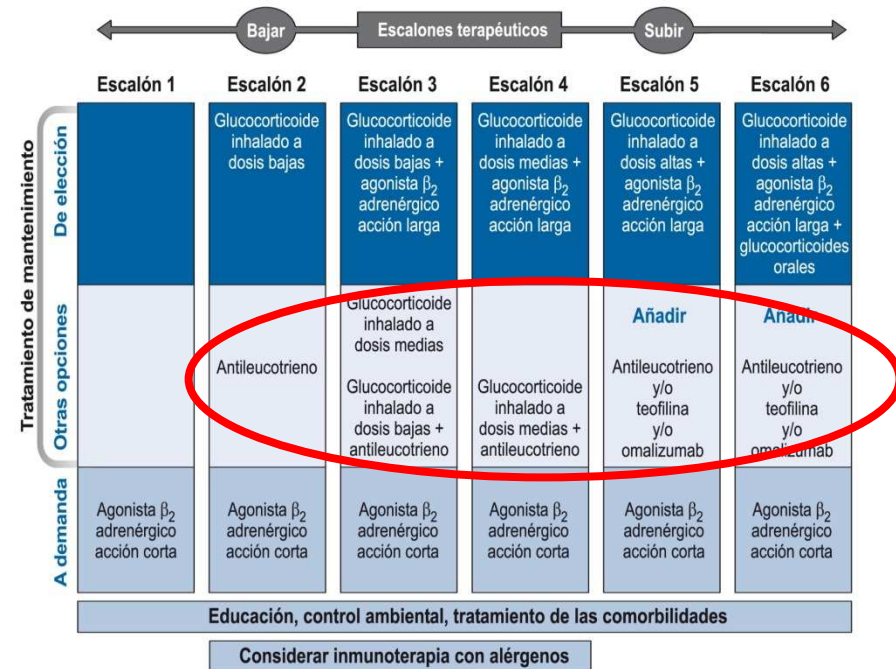 Bajar
Escalones terapéuticos
Subir
Escalón 1
Escalón 2
Escalón 3
Escalón 4
Escalón 5
Escalón 6
Tratamiento de mantenimiento
De elección
Glucocorticoide
inhalado a
dosis bajas
Glucocorticoide
inhalado a
dosis bajas +
agonista β2
adrenérgico
acción larga
Glucocorticoide
inhalado a
dosis medias +
agonista β2
adrenérgico
acción larga
Glucocorticoide
inhalado a
dosis altas +
agonista β2
adrenérgico
acción larga
Glucocorticoide
inhalado a
dosis altas +
agonista β2
adrenérgico
acción larga +
glucocorticoides
orales
Otras opciones
Antileucotrieno
Glucocorticoide
inhalado a
dosis medias
Glucocorticoide
inhalado a
dosis bajas +
antileucotrieno
Glucocorticoide
inhalado a
dosis medias +
antileucotrieno
Añadir
Antileucotrieno
y/o
teofilina
y/o
omalizumab
Añadir
Antileucotrieno
y/o
teofilina
y/o
omalizumab
A demanda
Agonista β2
adrenérgico
acción corta
Agonista β2
adrenérgico
acción corta
Agonista β2
adrenérgico
acción corta
Agonista β2
adrenérgico
acción corta
Agonista β2
adrenérgico
acción corta
Agonista β2
adrenérgico
acción corta
Educación, control ambiental, tratamiento de las comorbilidades
Considerar inmunoterapia con alérgenos